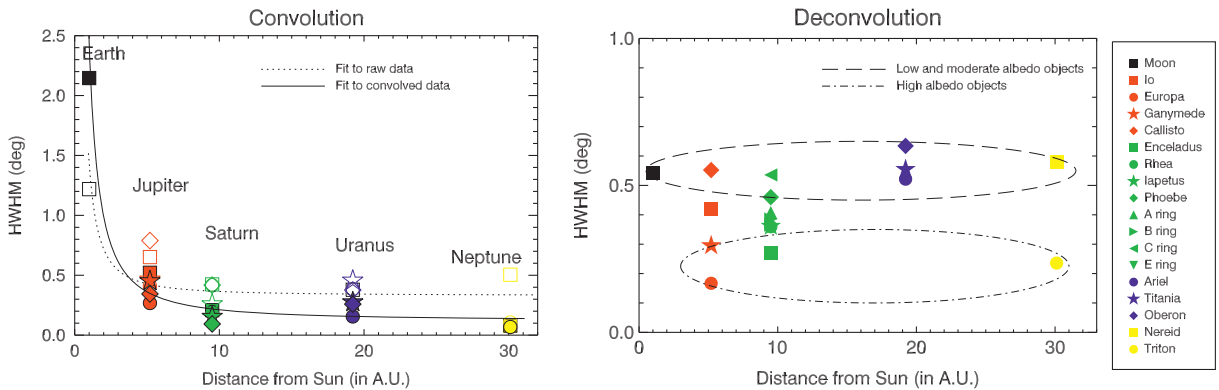 Convolution
2.5
2.0
1.5
1.0
0.5
0.0
HWHM (deg)
Earth
Jupiter
Saturn
Uranus
Neptune
Fit to raw data
Fit to convolved data
0
10
20
30
Distance from Sun (in A.U.)
Deconvolution
1.0
0.5
0.0
HWHM (deg)
Low and moderate albedo objects
High albedo objects
0
10
20
30
Distance from Sun (in A.U.)
Moon
Io
Europa
Ganymede
Callisto
Enceladus
Rhea
Iapetus
Phoebe
A ring
B ring
C ring
E ring
Ariel
Titania
Oberon
Nereid
Triton